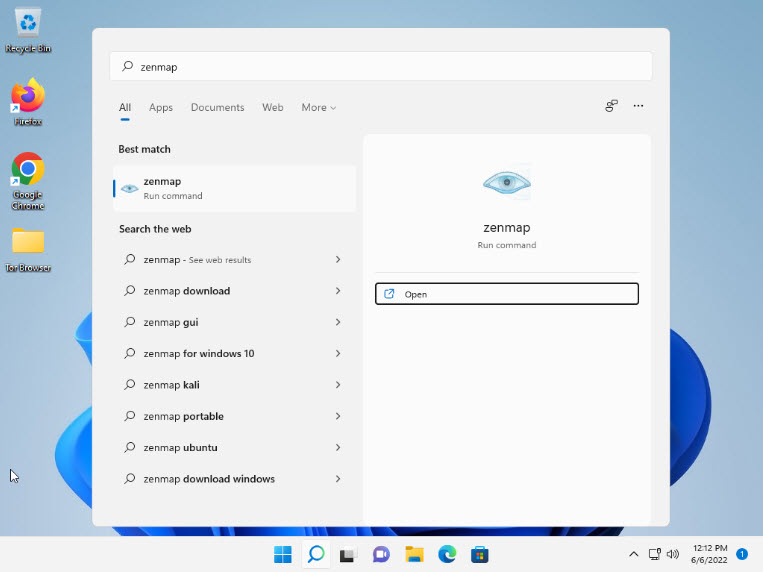 Recycle Bin
Firefox
Google
Chrome
Tor Browser
zenmap
All Apps Documents Web More
Best match
zenmap
Run command
Search the web
zenmap - See web results
zenmap download
zenmap gui
zenmap for windows 10
zenmap kali
zenmap portable
zenmap ubuntu
zenmap download windows
zenmap
Run command
Open
12:12 PM
6/6/2022
1